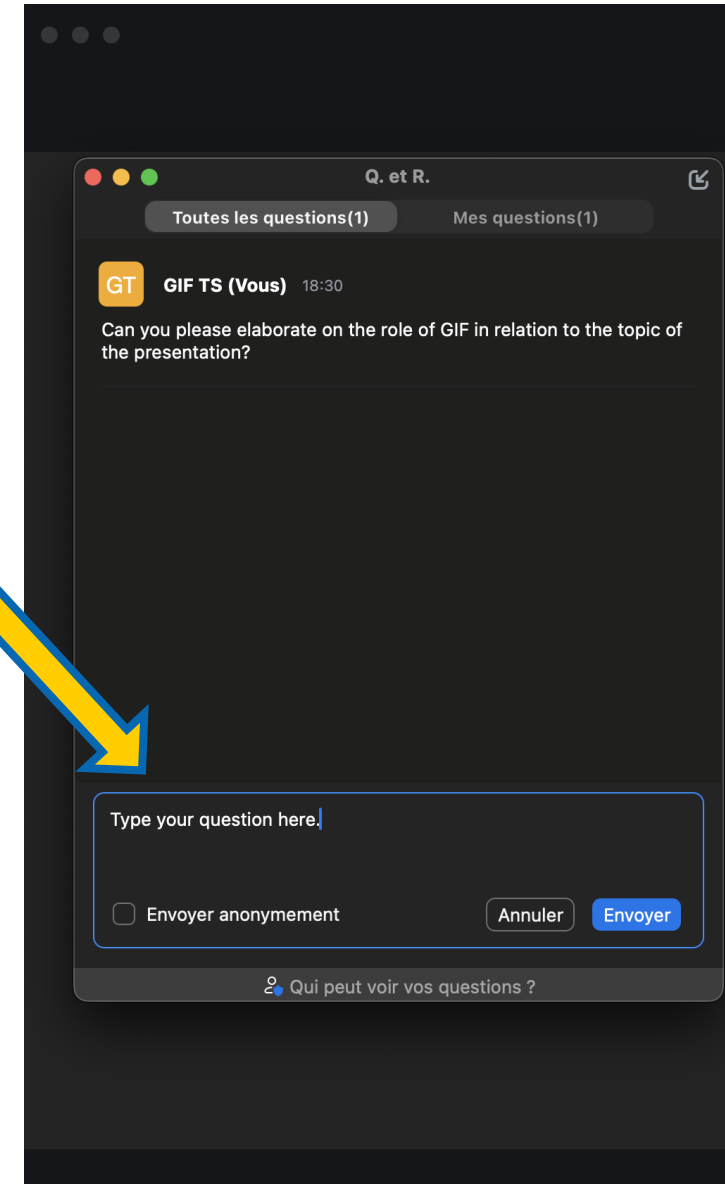 Q. et R.
Toutes les questions(1)
Mes questions(1)
GT
GIF TS (Vous) 18:30
Can you please elaborate on the role of GIF in relation to the topic of
the presentation?
Type your question here.
Envoyer anonymement
Annuler
Envoyer
Qui peut voir vos questions ?